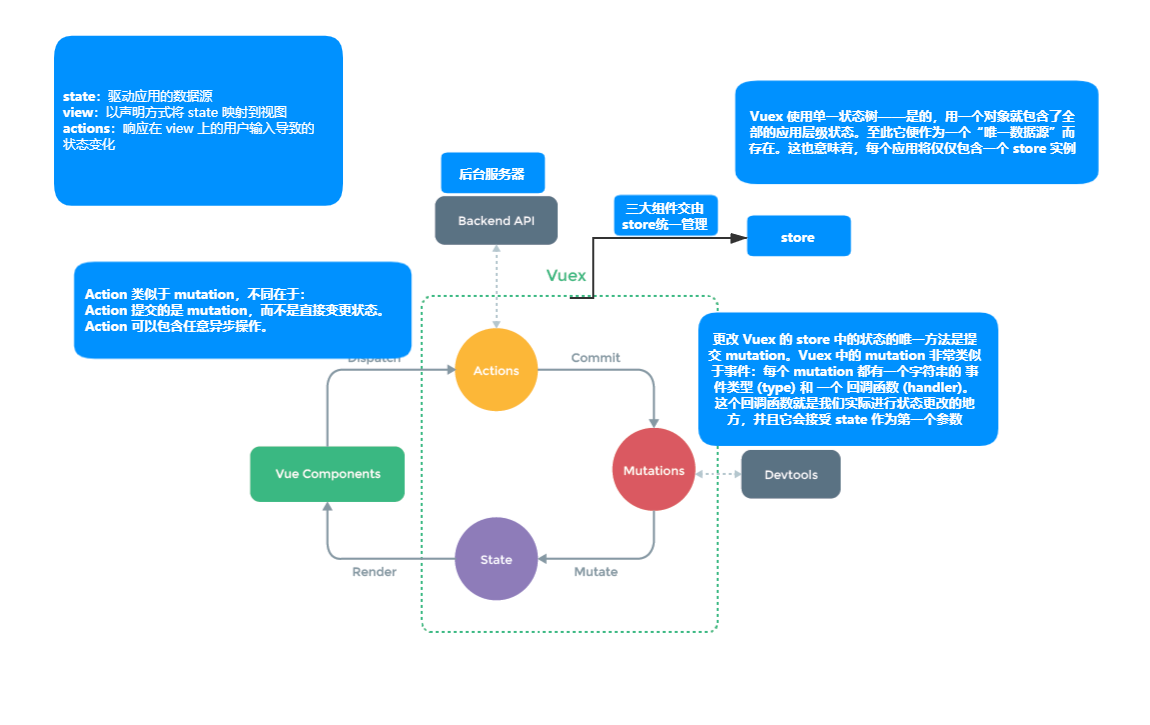 state：驱动应用的数据源
view：以声明方式将 state 映射到视图
actions：响应在 view 上的用户输入导致的
状态变化
Vuex 使用单一状态树——是的，用一个对象就包含了全
部的应用层级状态。至此它便作为一个“唯一数据源”而
存在。这也意味着，每个应用将仅仅包含一个 store 实例
后台服务器
Backend API
三大组件交由
store统一管理
store
Vuex
Action 类似于 mutation，不同在于：
Action 提交的是 mutation，而不是直接变更状态。
Action 可以包含任意异步操作。
Dispatch
Actions
Commit
更改 Vuex 的 store 中的状态的唯一方法是提
交 mutation。Vuex 中的 mutation 非常类似
于事件：每个 mutation 都有一个字符串的 事
件类型 (type) 和 一个 回调函数 (handler)。
这个回调函数就是我们实际进行状态更改的地
方，并且它会接受 state 作为第一个参数
Vue Components
Mutations
Devtools
State
Render
Mutate